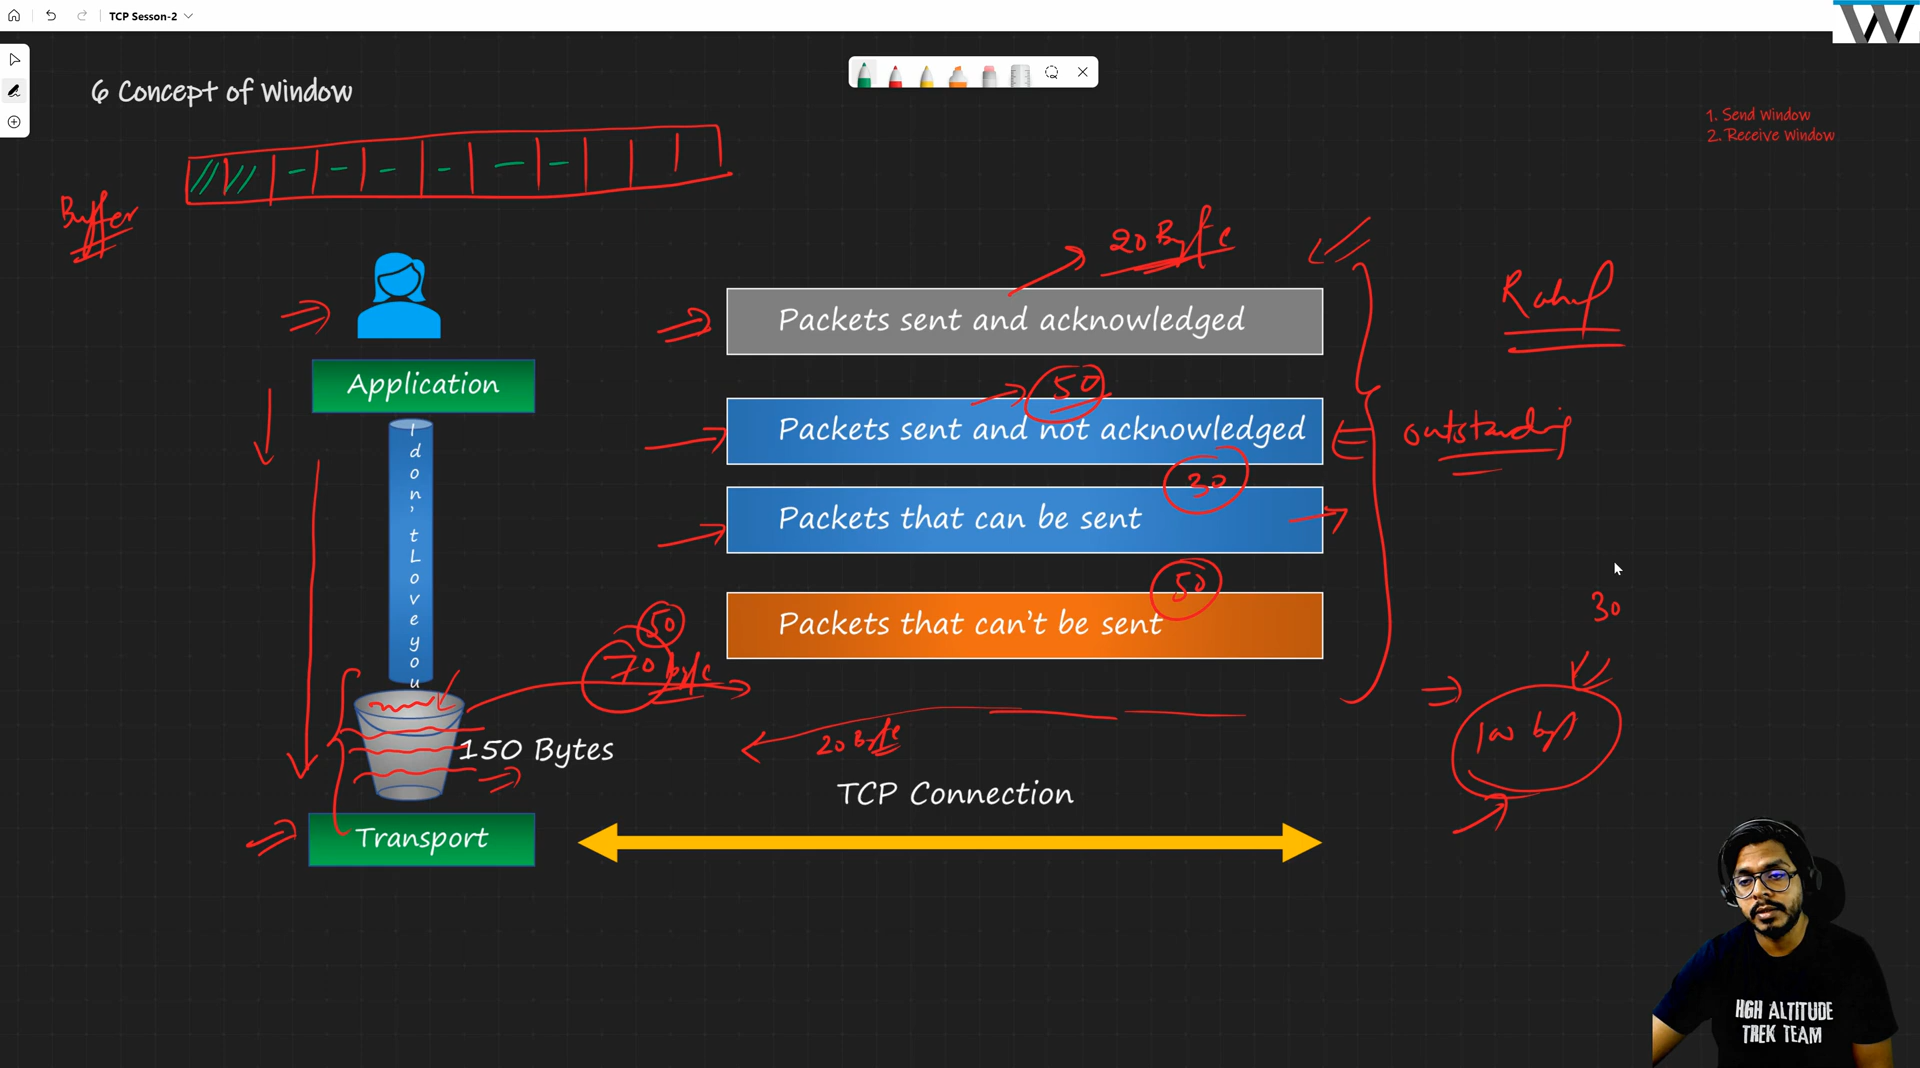 TCP Sesson-2
W
6 Concept of Window
1. Send Window
2. Receive Window
Buffer
20 Byte
Rahul
Packets sent and acknowledged
Application
50
Packets sent and not acknowledged
outstanding
30
Packets that can be sent
50
Packets that can't be sent
I don't Love you
50
70 byte
30
100 byt
150 Bytes
20 Byte
TCP Connection
Transport
HGH ALTITUDE
TREK TEAM